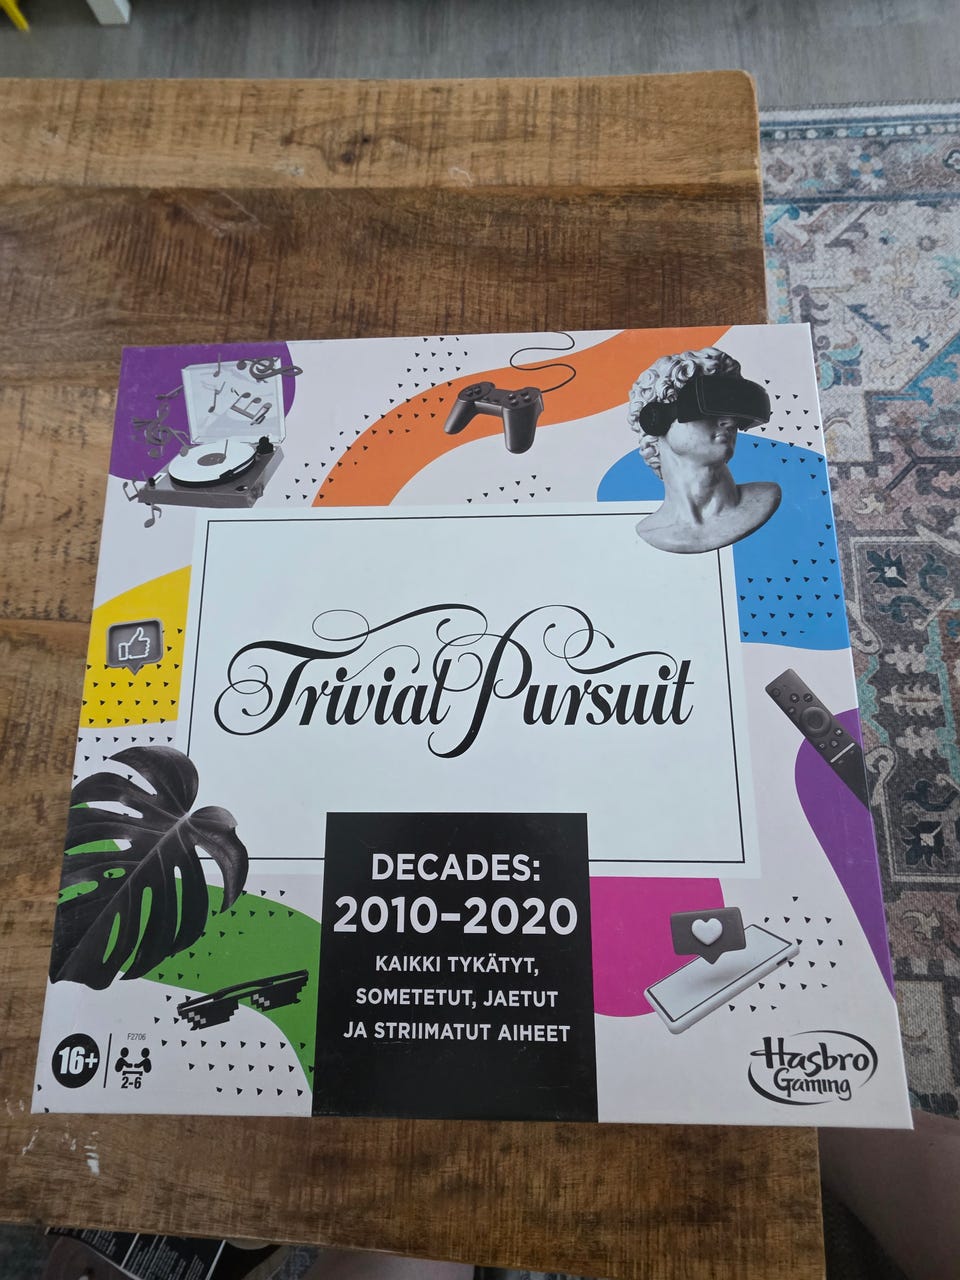 Trivial Pursuit
DECADES:
2010–2020
KAIKKI TYKÄTYT,
SOMETETUT, JAETUT
JA STRIIMATUT AIHEET
F2706
16+
2-6
Hasbro
Gaming